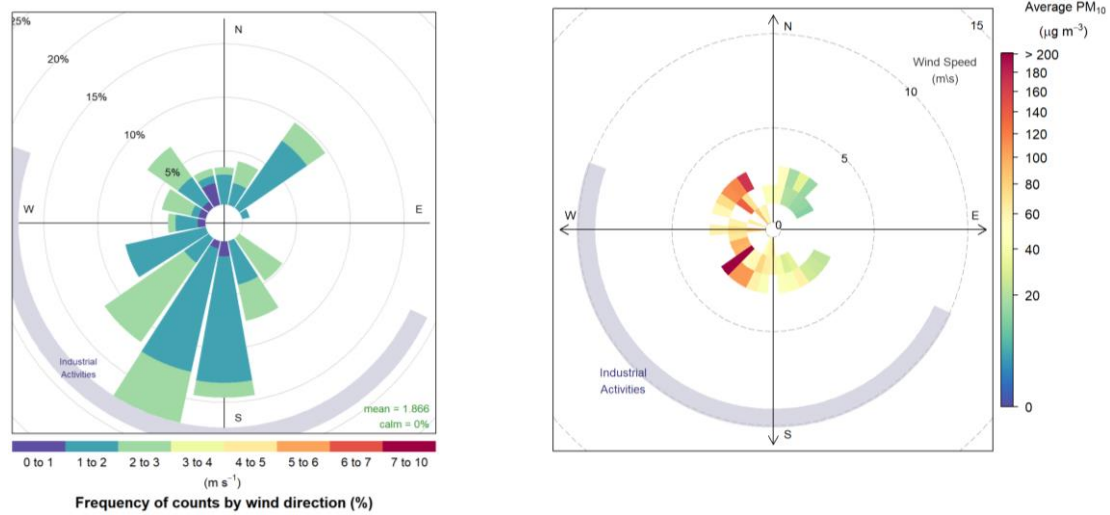 25%
20%
15%
10%
5%
N
W
E
S
Industrial
Activities
mean = 1.866
calm = 0%
0 to 1 1 to 2 2 to 3 3 to 4 4 to 5 5 to 6 6 to 7 7 to 10
(m s⁻¹)
Frequency of counts by wind direction (%)
N
15
Wind Speed
(m\s)
10
5
0
W
E
S
Industrial
Activities
Average PM₁₀
(μg m⁻³)
> 200
180
160
140
120
100
80
60
40
20
0